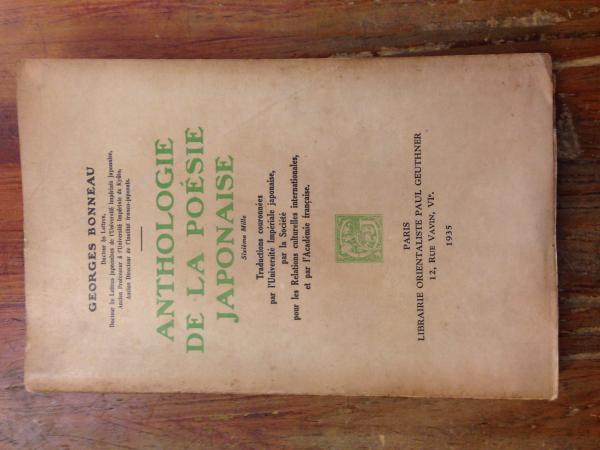 GEORGES BONNEAU
Docteur ès Lettres,
Docteur ès Lettres japonaises de l'Université Impériale japonaise,
Ancien Professeur à l'Université Impériale de Kyôto,
Ancien Directeur de l'Institut franco-japonais.
ANTHOLOGIE
DE LA POÉSIE
JAPONAISE
Sixième Mille
Traductions couronnées
par l'Université Impériale japonaise,
par la Société
pour les Relations culturelles internationales,
et par l'Académie française.
PARIS
LIBRAIRIE ORIENTALISTE PAUL GEUTHNER
12, RUE VAVIN, VIe.
1935